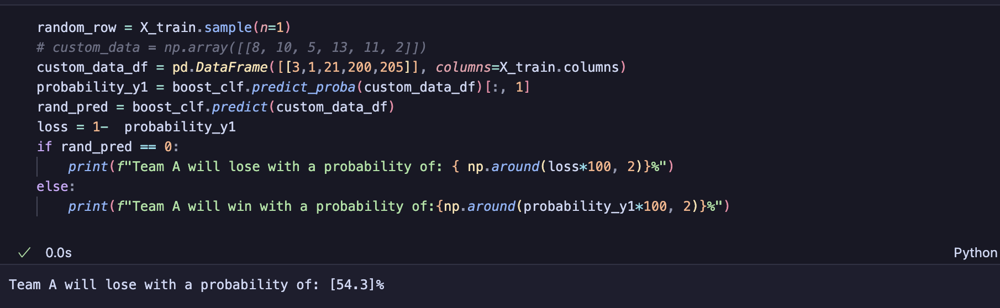 random_row = X_train.sample(n=1)
# custom_data = np.array([[8, 10, 5, 13, 11, 2]])
custom_data_df = pd.DataFrame([[3,1,21,200,205]], columns=X_train.columns)
probability_y1 = boost_clf.predict_proba(custom_data_df)[:, 1]
rand_pred = boost_clf.predict(custom_data_df)
loss = 1-  probability_y1
if rand_pred == 0:
    print(f"Team A will lose with a probability of: { np.around(loss*100, 2)}%")
else:
    print(f"Team A will win with a probability of:{np.around(probability_y1*100, 2)}%")
✓ 0.0s
Python
Team A will lose with a probability of: [54.3]%